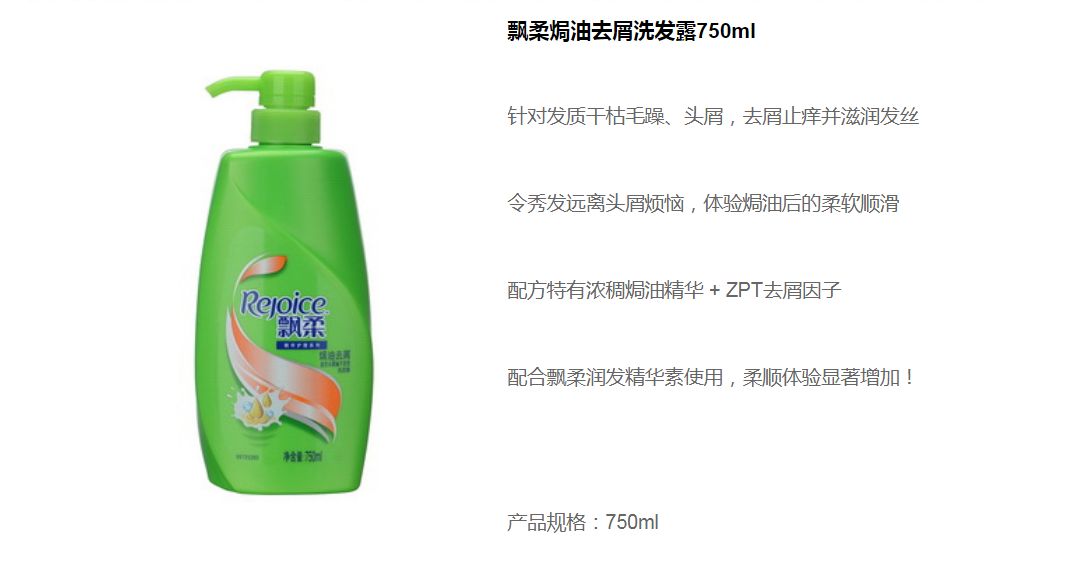 飘柔焗油去屑洗发露750ml
针对发质干枯毛躁、头屑，去屑止痒并滋润发丝
令秀发远离头屑烦恼，体验焗油后的柔软顺滑
配方特有浓稠焗油精华 + ZPT去屑因子
配合飘柔润发精华素使用，柔顺体验显著增加！
产品规格：750ml
Rejoice
飘柔
焗油去屑
净含量:750ml